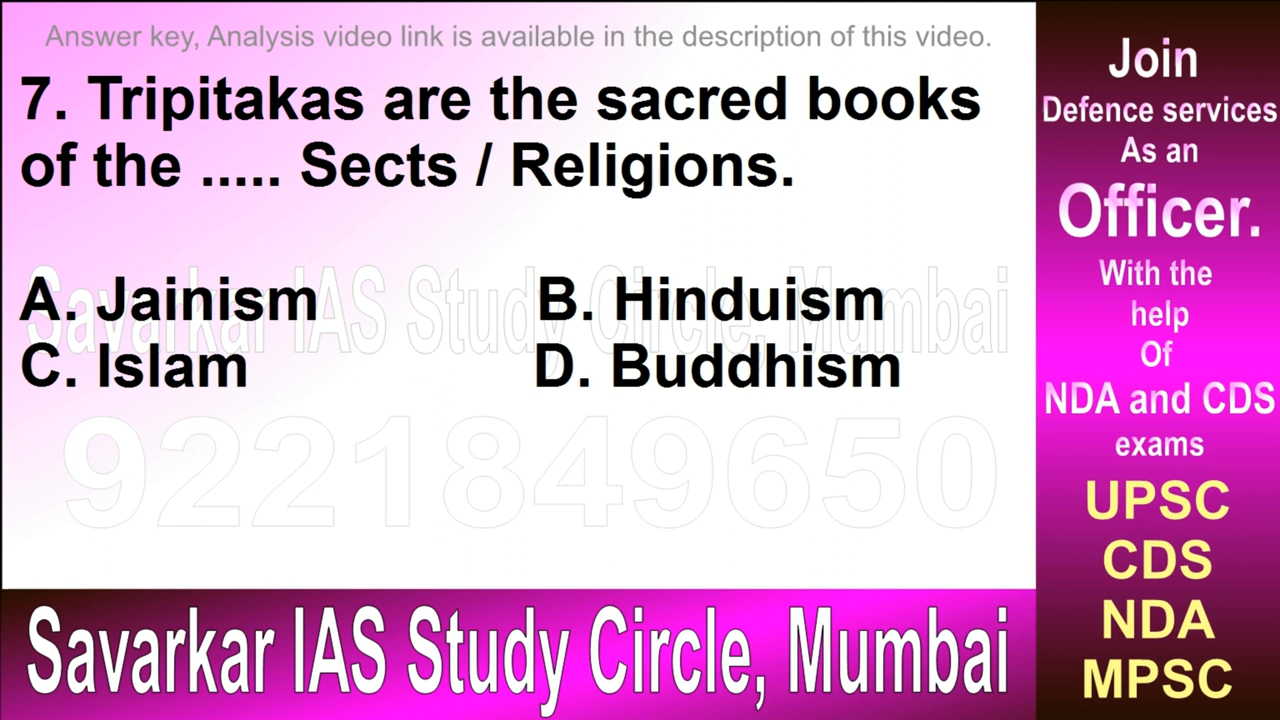 Answer key, Analysis video link is available in the description of this video.
7. Tripitakas are the sacred books
of the ..... Sects / Religions.
A. Jainism B. Hinduism
C. Islam D. Buddhism
Savarkar IAS Study Circle, Mumbai
9221849650
Savarkar IAS Study Circle, Mumbai
Join
Defence services
As an
Officer.
With the
help
Of
NDA and CDS
exams
UPSC
CDS
NDA
MPSC